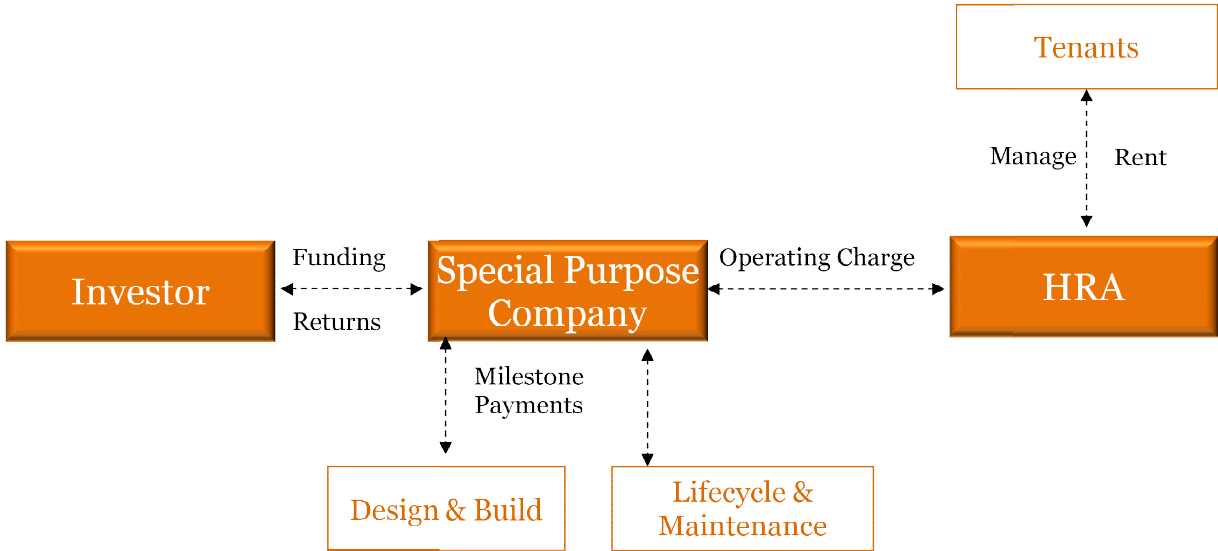 Tenants
Manage
Rent
Investor
Funding
Returns
Special Purpose
Company
Operating Charge
HRA
Milestone
Payments
Design & Build
Lifecycle &
Maintenance